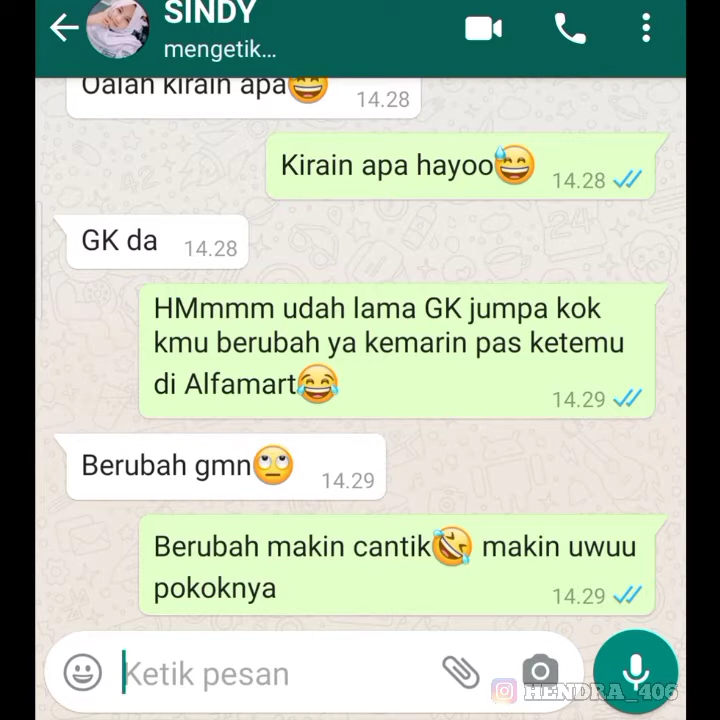 SINDY
mengetik...
Oalah kirain apa😅
14.28
Kirain apa hayoo😅
14.28
GK da
14.28
HMmmm udah lama GK jumpa kok
kmu berubah ya kemarin pas ketemu
di Alfamart😂
14.29
Berubah gmn🙄
14.29
Berubah makin cantik🤣 makin uwuu
pokoknya
14.29
Ketik pesan
HENDRA_406